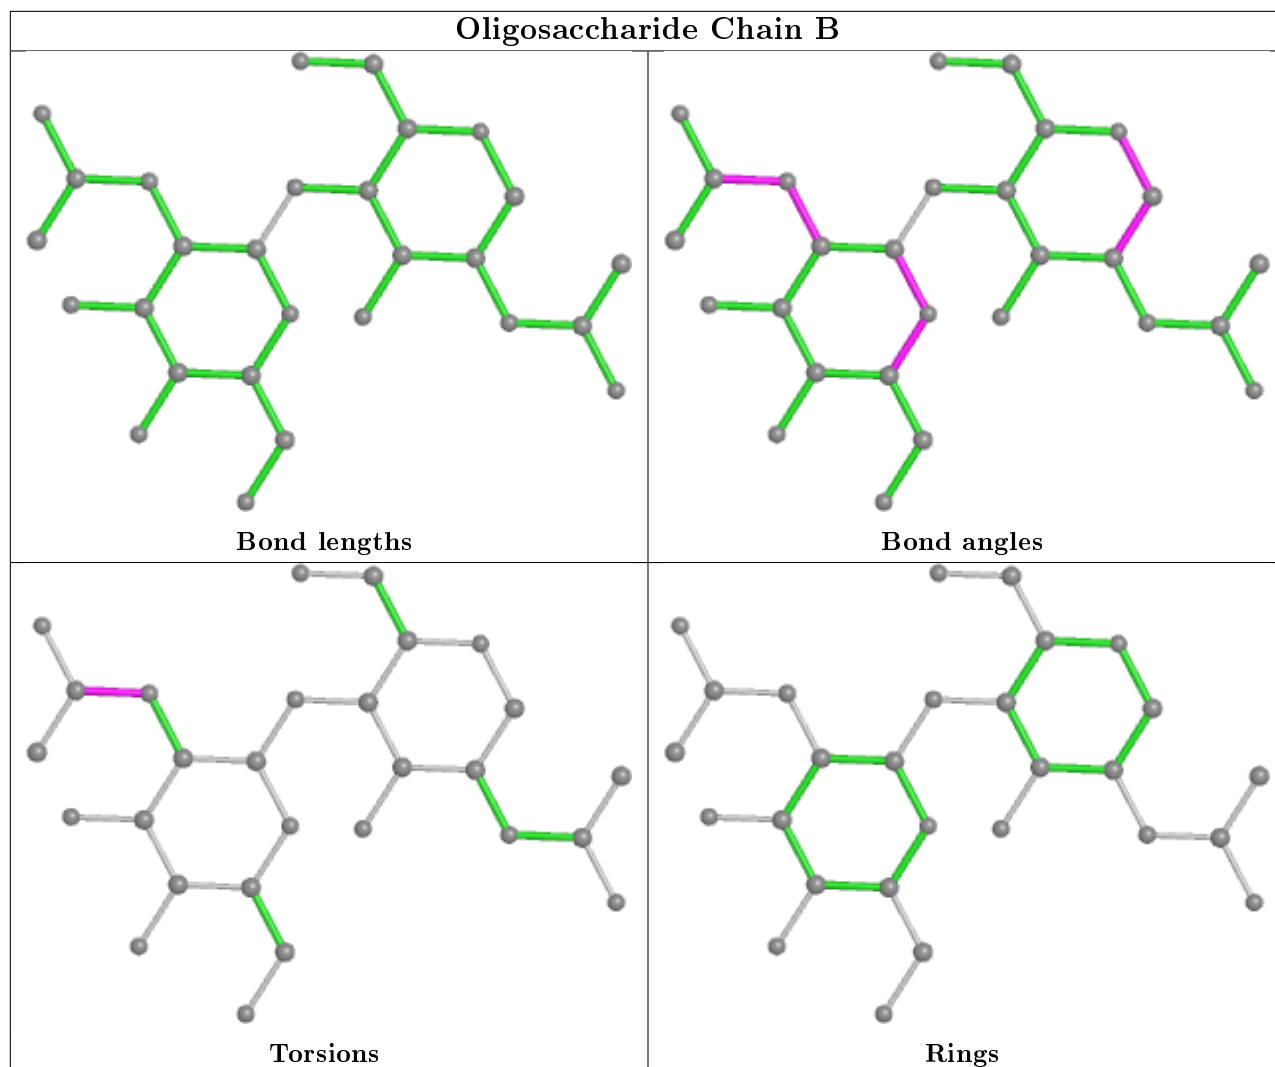 Oligosaccharide Chain B
Bond lengths
Bond angles
Torsions
Rings